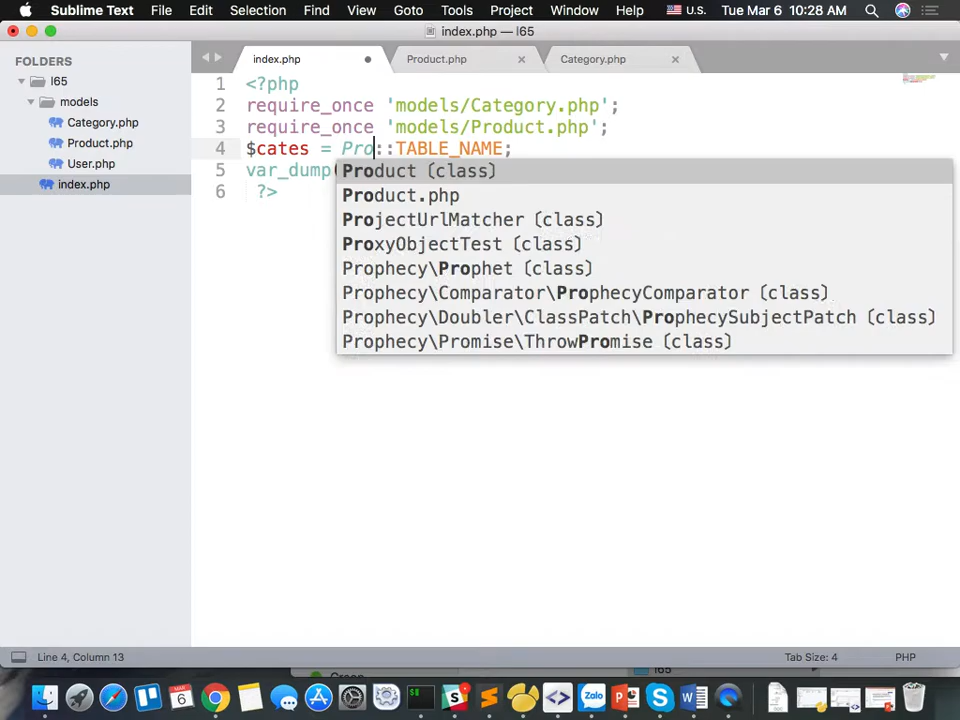 Sublime Text File Edit Selection Find Goto Tools Project Window Help U.S. Tue Mar 6 10:28 AM
index.php — l65
FOLDERS
l65
models
Category.php
Product.php
User.php
index.php
index.php Product.php Category.php
1 <?php
2 require_once 'models/Category.php';
3 require_once 'models/Product.php';
4 $cates = Pro::TABLE_NAME;
5 var_dump(
6 ?>
Product (class)
Product.php
ProjectUrlMatcher (class)
ProxyObjectTest (class)
Prophecy\Prophet (class)
Prophecy\Comparator\ProphecyComparator (class)
Prophecy\Doubler\ClassPatch\ProphecySubjectPatch (class)
Prophecy\Promise\ThrowPromise (class)
Line 4, Column 13 Tab Size: 4 PHP
MAR
6
Zalo